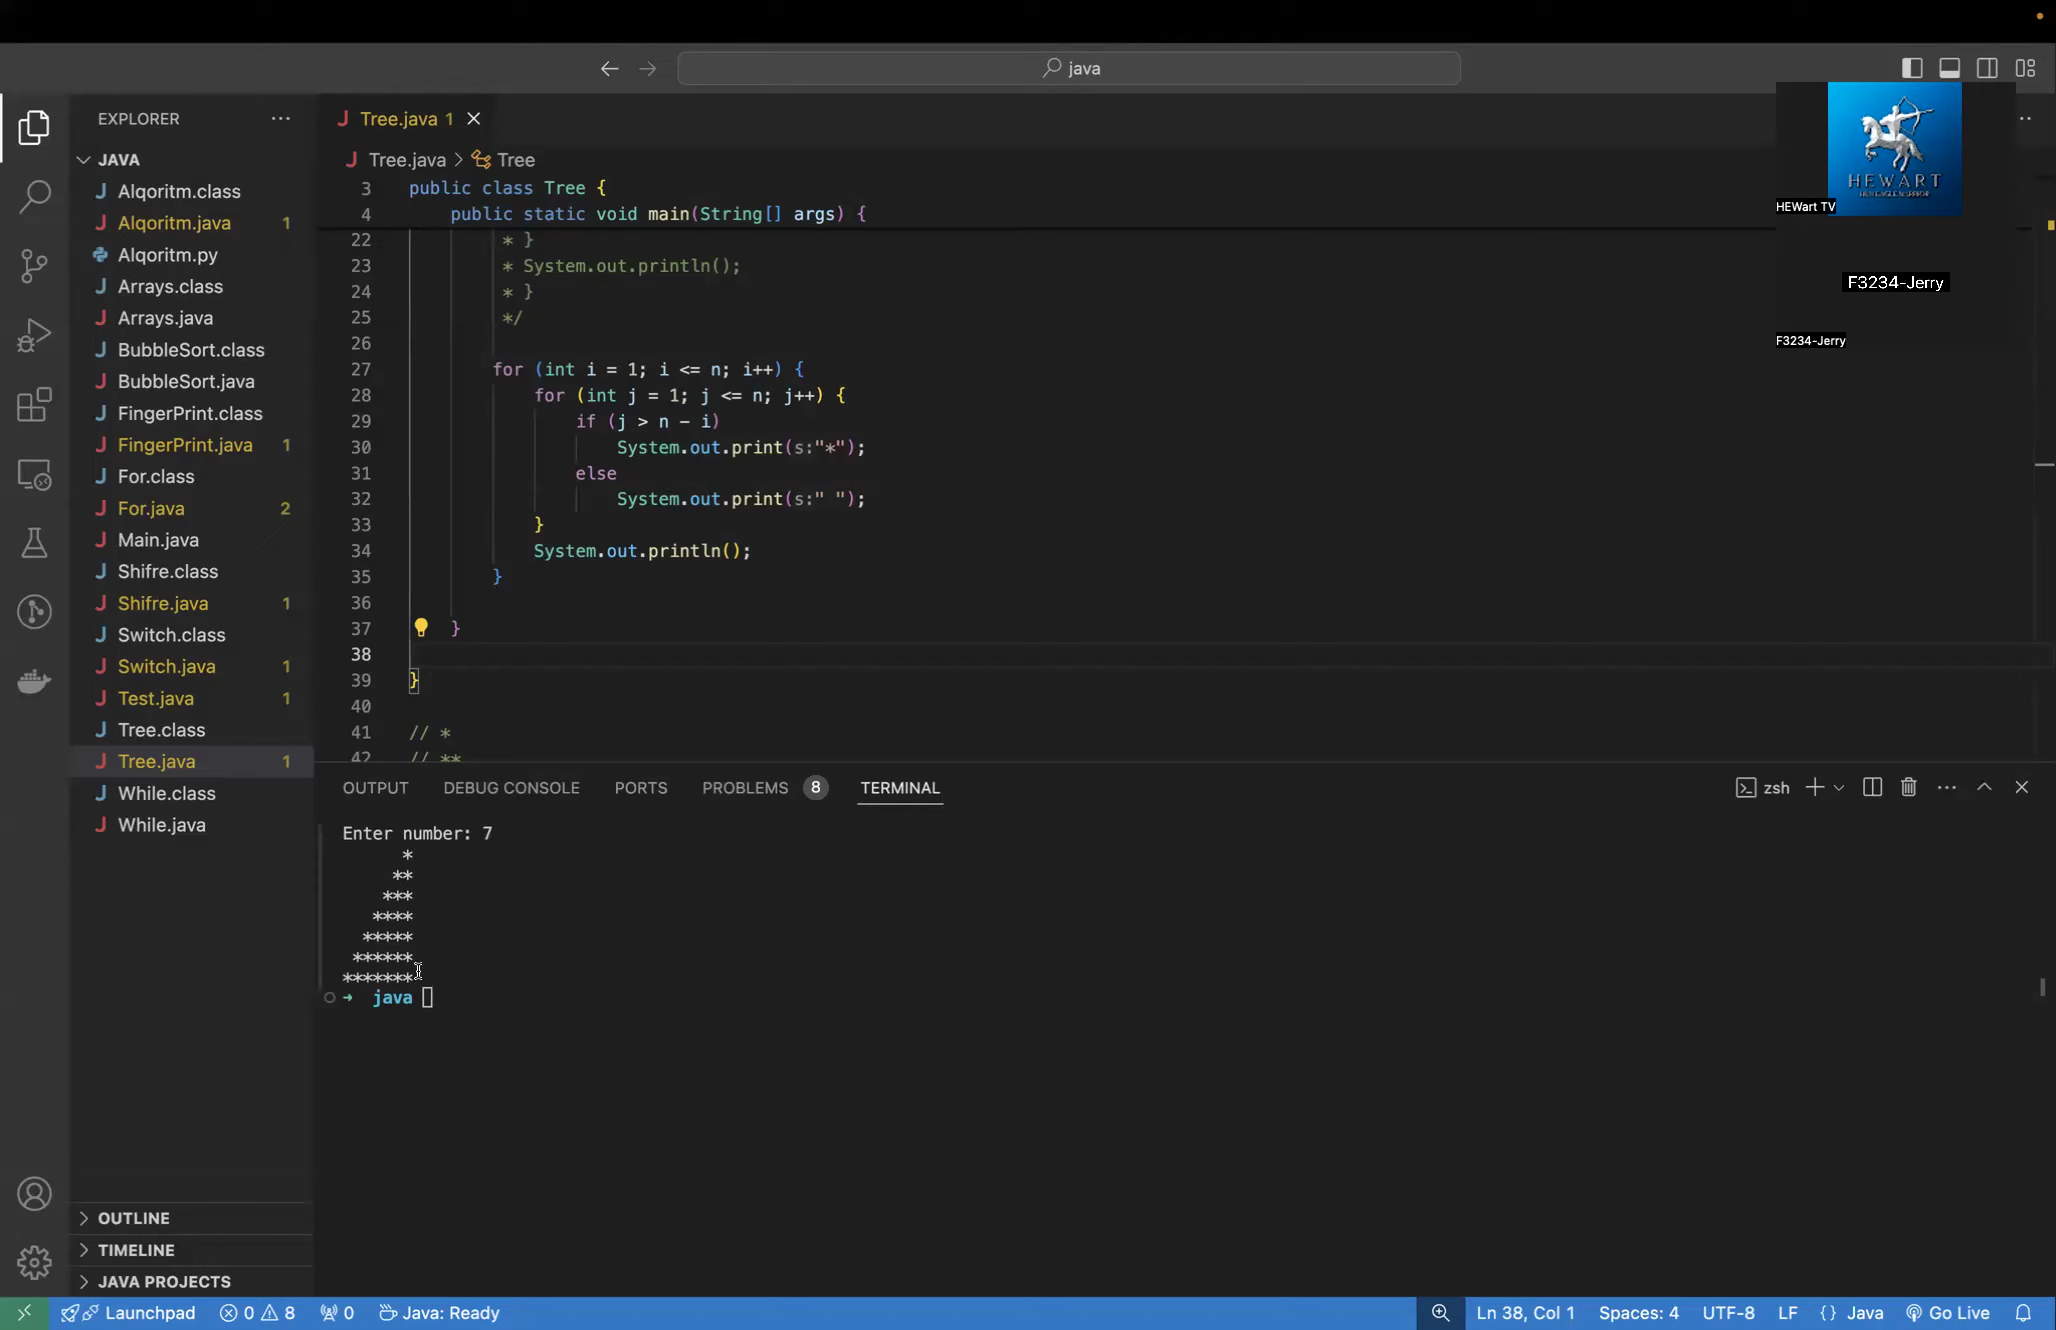 java
EXPLORER
JAVA
Alqoritm.class
Alqoritm.java 1
Alqoritm.py
Arrays.class
Arrays.java
BubbleSort.class
BubbleSort.java
FingerPrint.class
FingerPrint.java 1
For.class
For.java 2
Main.java
Shifre.class
Shifre.java 1
Switch.class
Switch.java 1
Test.java 1
Tree.class
Tree.java 1
While.class
While.java
OUTLINE
TIMELINE
JAVA PROJECTS
Tree.java 1
Tree.java > Tree
3 public class Tree {
4 public static void main(String[] args) {
22 * }
23 * System.out.println();
24 * }
25 */
26
27 for (int i = 1; i <= n; i++) {
28 for (int j = 1; j <= n; j++) {
29 if (j > n - i)
30 System.out.print(s:"*");
31 else
32 System.out.print(s:" ");
33 }
34 System.out.println();
35 }
36
37 }
38
39 }
40
41 // *
42 // **
HEWART
HEWart TV
F3234-Jerry
F3234-Jerry
OUTPUT DEBUG CONSOLE PORTS PROBLEMS 8 TERMINAL
zsh
Enter number: 7
*
**
***
****
*****
******
*******
➜ java
Launchpad 0 8 0 Java: Ready
Ln 38, Col 1 Spaces: 4 UTF-8 LF {} Java Go Live